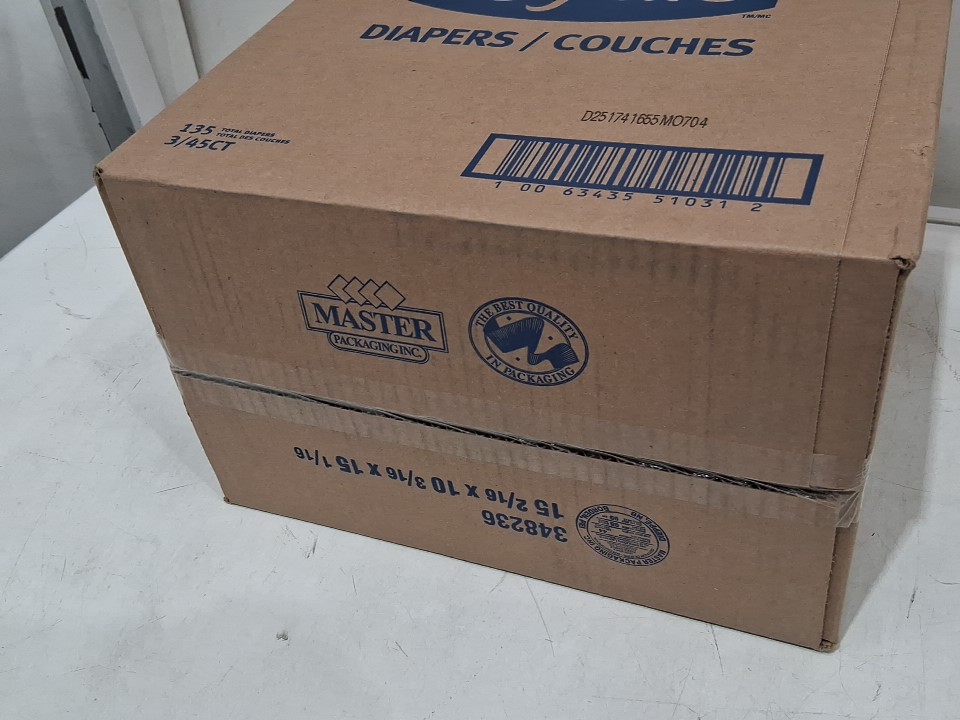 TM/MC
DIAPERS / COUCHES
135 TOTAL DIAPERS
TOTAL DES COUCHES
3/45CT
D251741655MO704
1 00 63435 51031 2
MASTER
PACKAGING INC.
THE BEST QUALITY
IN PACKAGING
15 2/16 X 10 3/16 X 15 1/16
348236